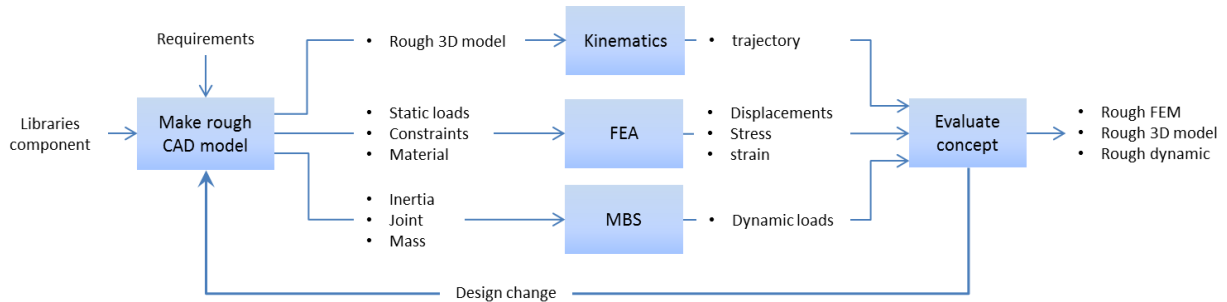 Requirements
Libraries
component
Make rough
CAD model
• Rough 3D model
Kinematics
• trajectory
• Static loads
• Constraints
• Material
FEA
• Displacements
• Stress
• strain
• Inertia
• Joint
• Mass
MBS
• Dynamic loads
Evaluate
concept
• Rough FEM
• Rough 3D model
• Rough dynamic
Design change